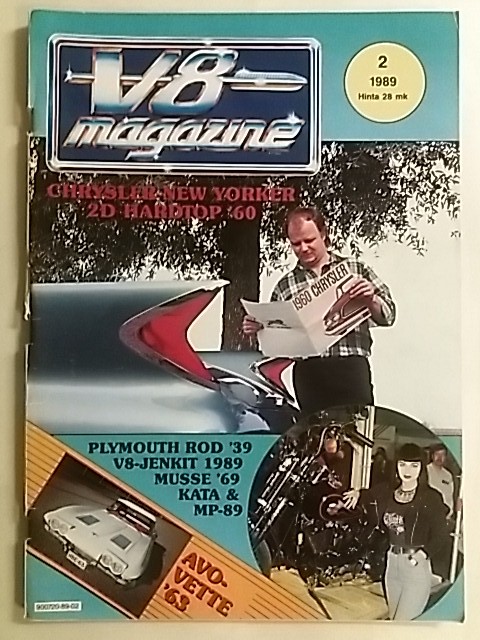 V8
magazine
2
1989
Hinta 28 mk
CHRYSLER NEW YORKER
2D HARDTOP '60
1960 CHRYSLER
PLYMOUTH ROD '39
V8-JENKIT 1989
MUSSE '69
KATA &
MP-89
AVO-
VETTE
'63
900720-89-02